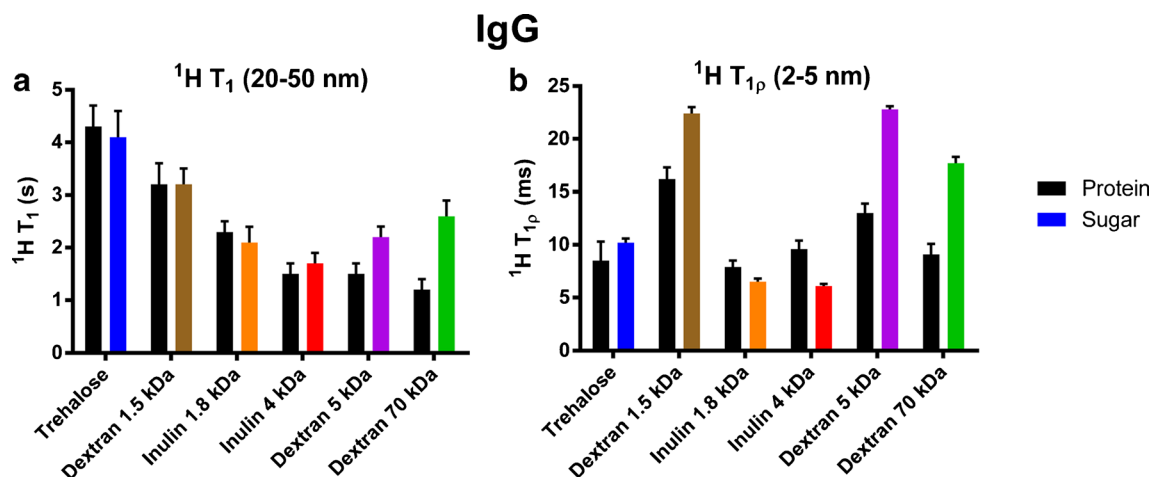 IgG
a
¹H T₁ (20-50 nm)
¹H T₁ (s)
5
4
3
2
1
0
Trehalose
Dextran 1.5 kDa
Inulin 1.8 kDa
Inulin 4 kDa
Dextran 5 kDa
Dextran 70 kDa
b
¹H T₁ρ (2-5 nm)
¹H T₁ρ (ms)
25
20
15
10
5
0
Trehalose
Dextran 1.5 kDa
Inulin 1.8 kDa
Inulin 4 kDa
Dextran 5 kDa
Dextran 70 kDa
Protein
Sugar